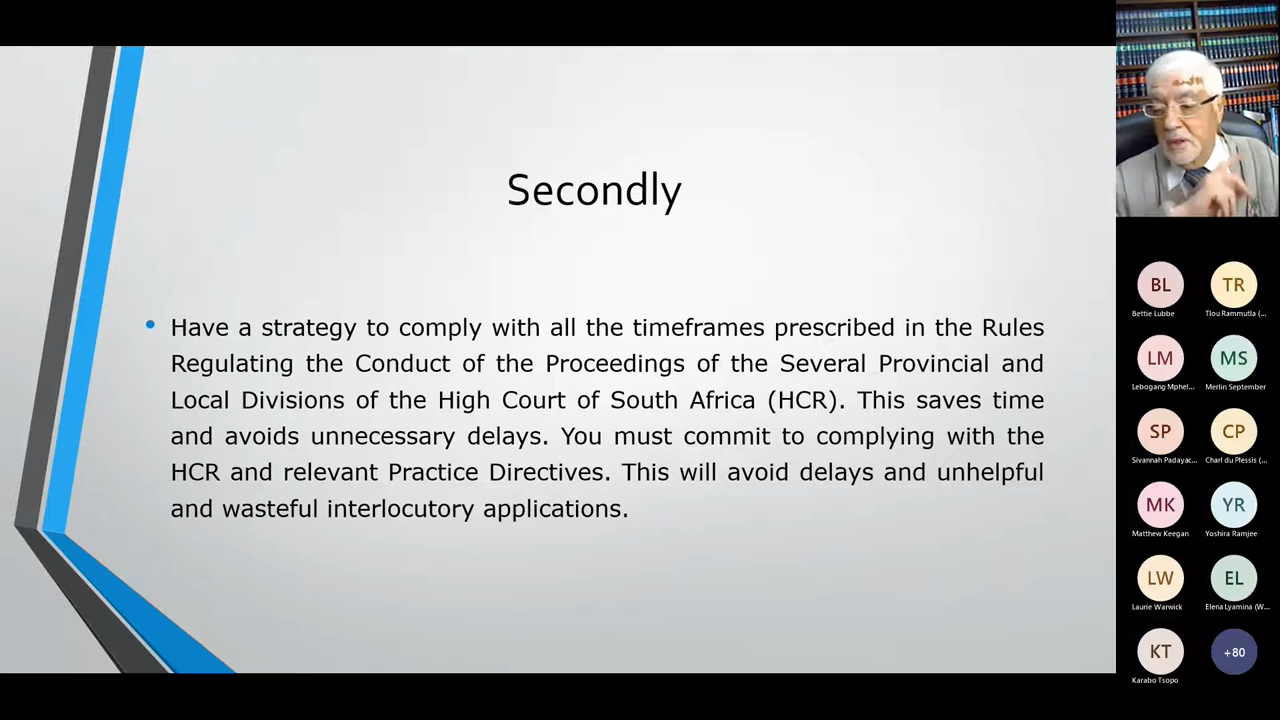 Secondly
• Have a strategy to comply with all the timeframes prescribed in the Rules
Regulating the Conduct of the Proceedings of the Several Provincial and
Local Divisions of the High Court of South Africa (HCR). This saves time
and avoids unnecessary delays. You must commit to complying with the
HCR and relevant Practice Directives. This will avoid delays and unhelpful
and wasteful interlocutory applications.
BL
Bettie Lubbe
TR
Tlou Rammutla (...
LM
Lebogang Mphel...
MS
Merlin September
SP
Sivannah Padayac...
CP
Charl du Plessis (...
MK
Matthew Keegan
YR
Yoshira Ramjee
LW
Laurie Warwick
EL
Elena Lyamina (W...
KT
Karabo Tsopo
+80